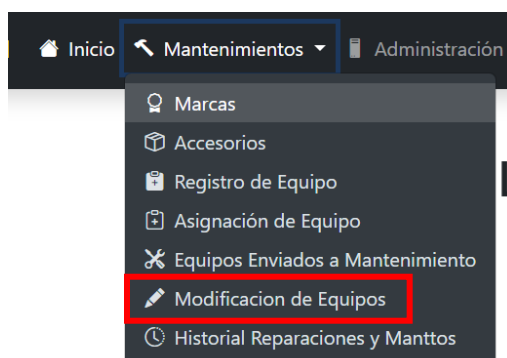 Inicio Mantenimientos Administración
Marcas
Accesorios
Registro de Equipo
Asignación de Equipo
Equipos Enviados a Mantenimiento
Modificacion de Equipos
Historial Reparaciones y Manttos